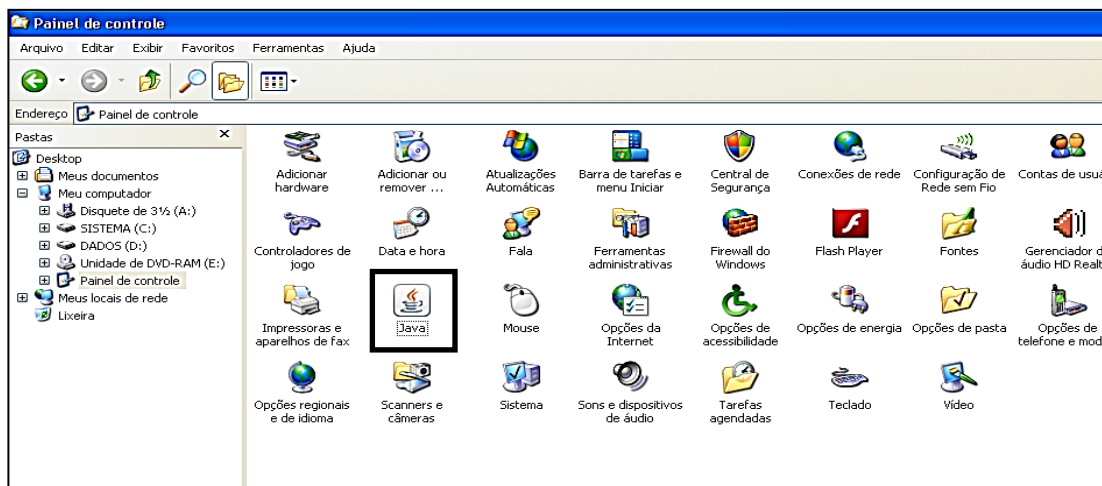 Painel de controle
Arquivo Editar Exibir Favoritos Ferramentas Ajuda
Endereço Painel de controle
Pastas
Desktop
Meus documentos
Meu computador
Disquete de 3½ (A:)
SISTEMA (C:)
DADOS (D:)
Unidade de DVD-RAM (E:)
Painel de controle
Meus locais de rede
Lixeira
Adicionar
hardware
Adicionar ou
remover ...
Atualizações
Automáticas
Barra de tarefas e
menu Iniciar
Central de
Segurança
Conexões de rede
Configuração de
Rede sem Fio
Contas de usuá
Controladores de
jogo
Data e hora
Fala
Ferramentas
administrativas
Firewall do
Windows
Flash Player
Fontes
Gerenciador d
áudio HD Realt
Impressoras e
aparelhos de fax
Java
Mouse
Opções da
Internet
Opções de
acessibilidade
Opções de energia
Opções de pasta
Opções de
telefone e mod
Opções regionais
e de idioma
Scanners e
câmeras
Sistema
Sons e dispositivos
de áudio
Tarefas
agendadas
Teclado
Vídeo